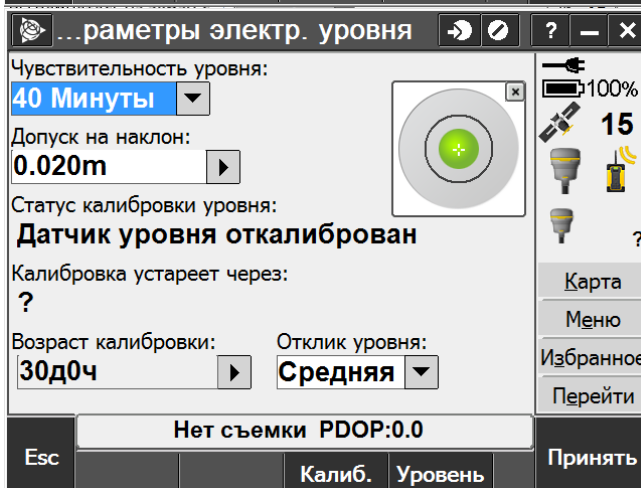 ...раметры электр. уровня ? – ×
Чувствительность уровня:
40 Минуты
100%
15
Допуск на наклон:
0.020m
Статус калибровки уровня:
Датчик уровня откалиброван
?
Калибровка устареет через:
?
Карта
Меню
Возраст калибровки: Отклик уровня:
30д0ч Средняя
Избранное
Перейти
Нет съемки PDOP:0.0
Esc Калиб. Уровень Принять